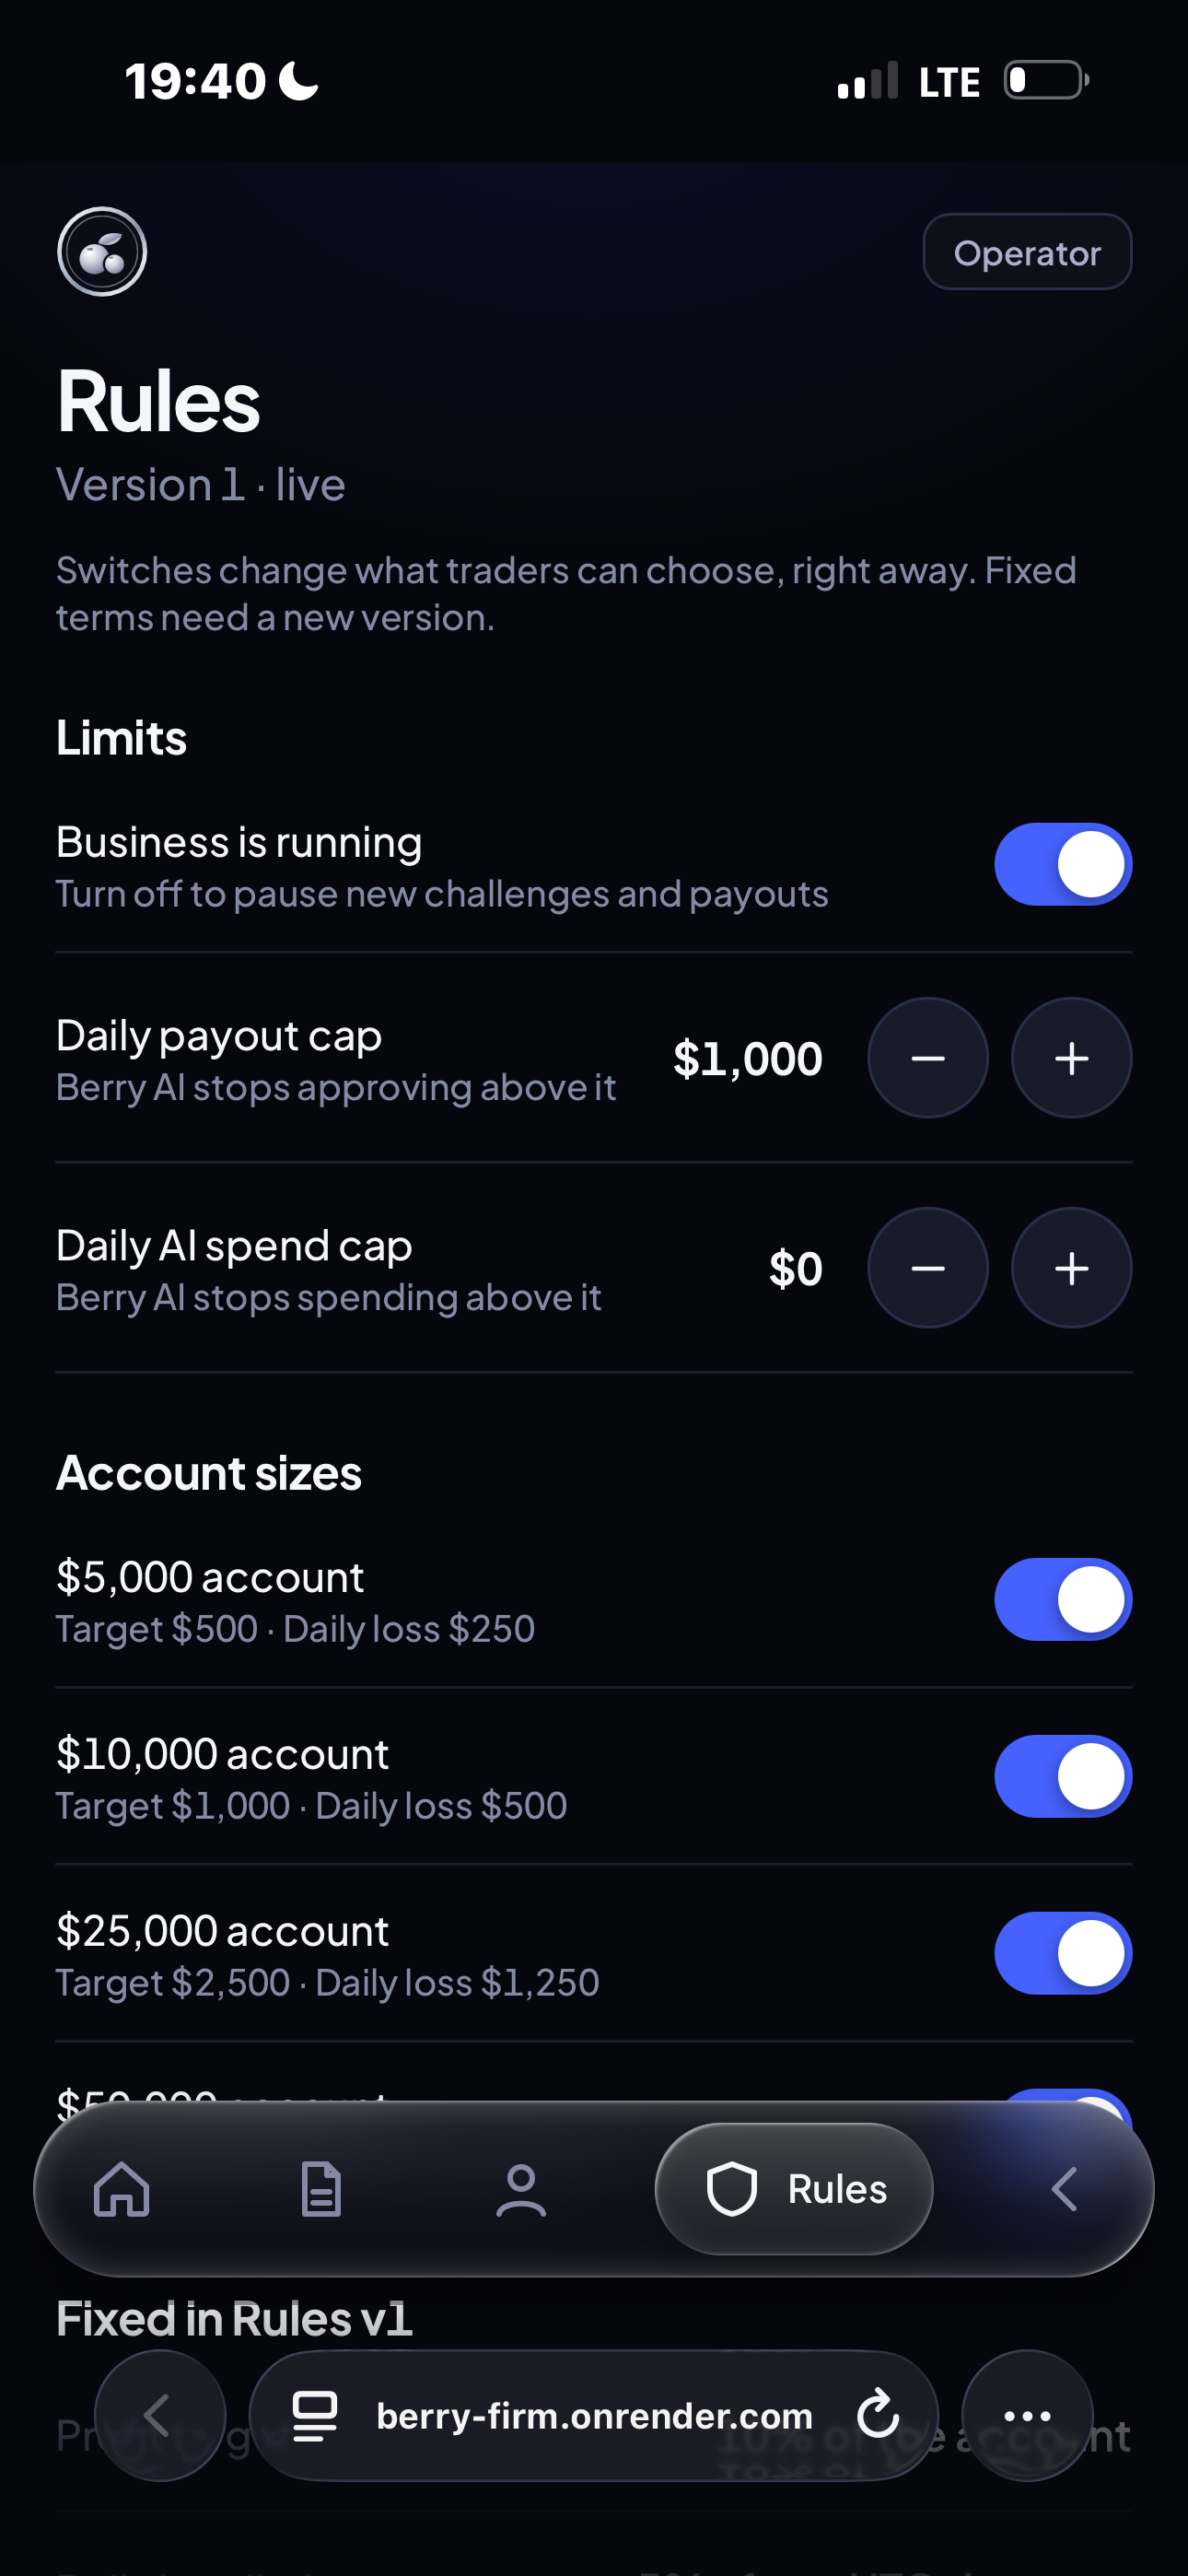 19:40
LTE
Operator
Rules
Version 1 · live
Switches change what traders can choose, right away. Fixed
terms need a new version.
Limits
Business is running
Turn off to pause new challenges and payouts
Daily payout cap
Berry AI stops approving above it
$1,000
Daily AI spend cap
Berry AI stops spending above it
$0
Account sizes
$5,000 account
Target $500 · Daily loss $250
$10,000 account
Target $1,000 · Daily loss $500
$25,000 account
Target $2,500 · Daily loss $1,250
$50,000 account
Rules
Fixed in Rules v1
berry-firm.onrender.com